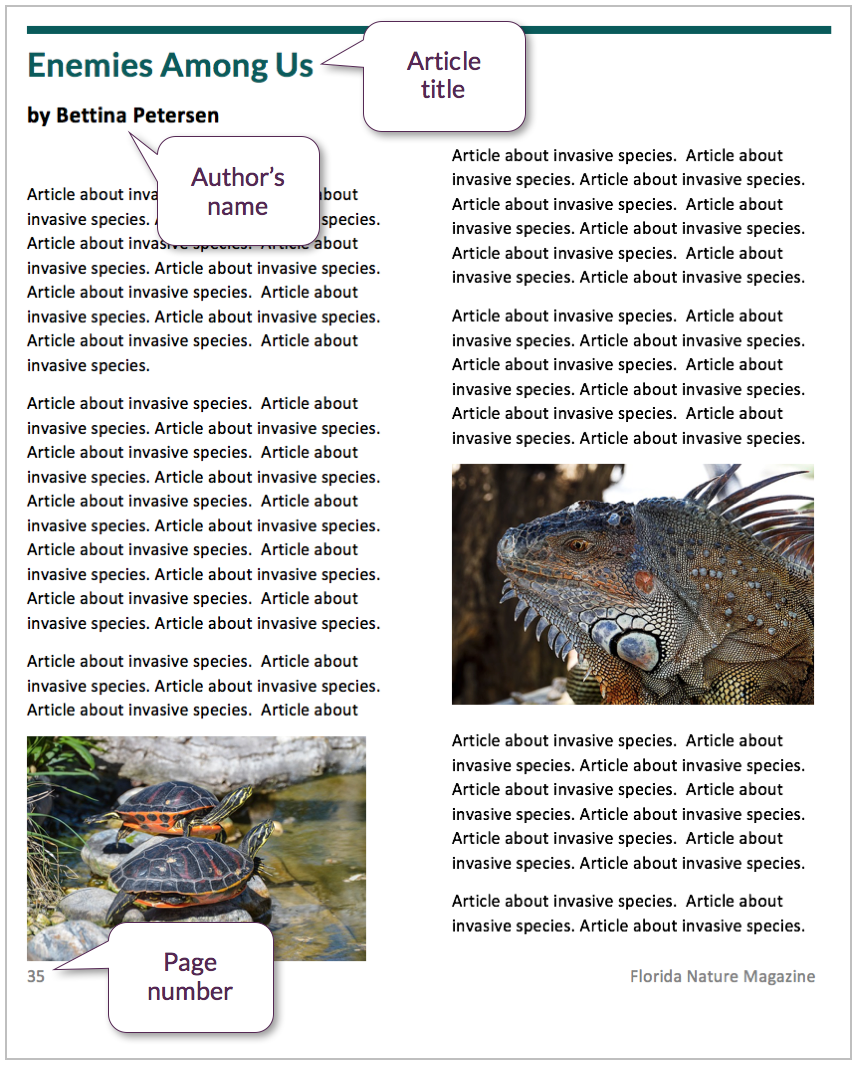 Enemies Among Us
Article
title
by Bettina Petersen
Author's
name
Article about about
invasive species. species.
Article about invasive species. Article about
invasive species. Article about invasive species.
Article about invasive species. Article about
invasive species. Article about invasive species.
Article about invasive species. Article about
invasive species.
Article about invasive species. Article about
invasive species. Article about invasive species.
Article about invasive species. Article about
invasive species. Article about invasive species.
Article about invasive species. Article about
invasive species. Article about invasive species.
Article about invasive species. Article about
invasive species. Article about invasive species.
Article about invasive species. Article about
invasive species. Article about invasive species.
Article about invasive species. Article about
invasive species. Article about invasive species.
Article about invasive species. Article about
Article about invasive species. Article about
invasive species. Article about invasive species.
Article about invasive species. Article about
invasive species. Article about invasive species.
Article about invasive species. Article about
invasive species. Article about invasive species.
Article about invasive species. Article about
invasive species. Article about invasive species.
Article about invasive species. Article about
invasive species. Article about invasive species.
Article about invasive species. Article about
invasive species. Article about invasive species.
Article about invasive species. Article about
invasive species. Article about invasive species.
Article about invasive species. Article about
invasive species. Article about invasive species.
Article about invasive species. Article about
invasive species. Article about invasive species.
Article about invasive species. Article about
invasive species. Article about invasive species.
Page
number
35
Florida Nature Magazine